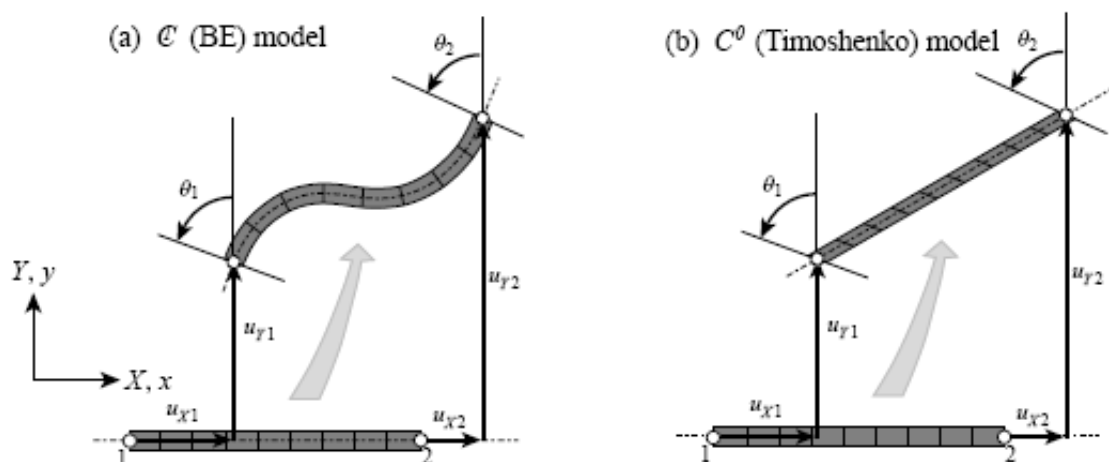 (a) ℂ (BE) model
θ2
θ1
uY2
uY1
Y, y
X, x
uX1
uX2
1
2
(b) C⁰ (Timoshenko) model
θ2
θ1
uY2
uY1
uX1
uX2
1
2